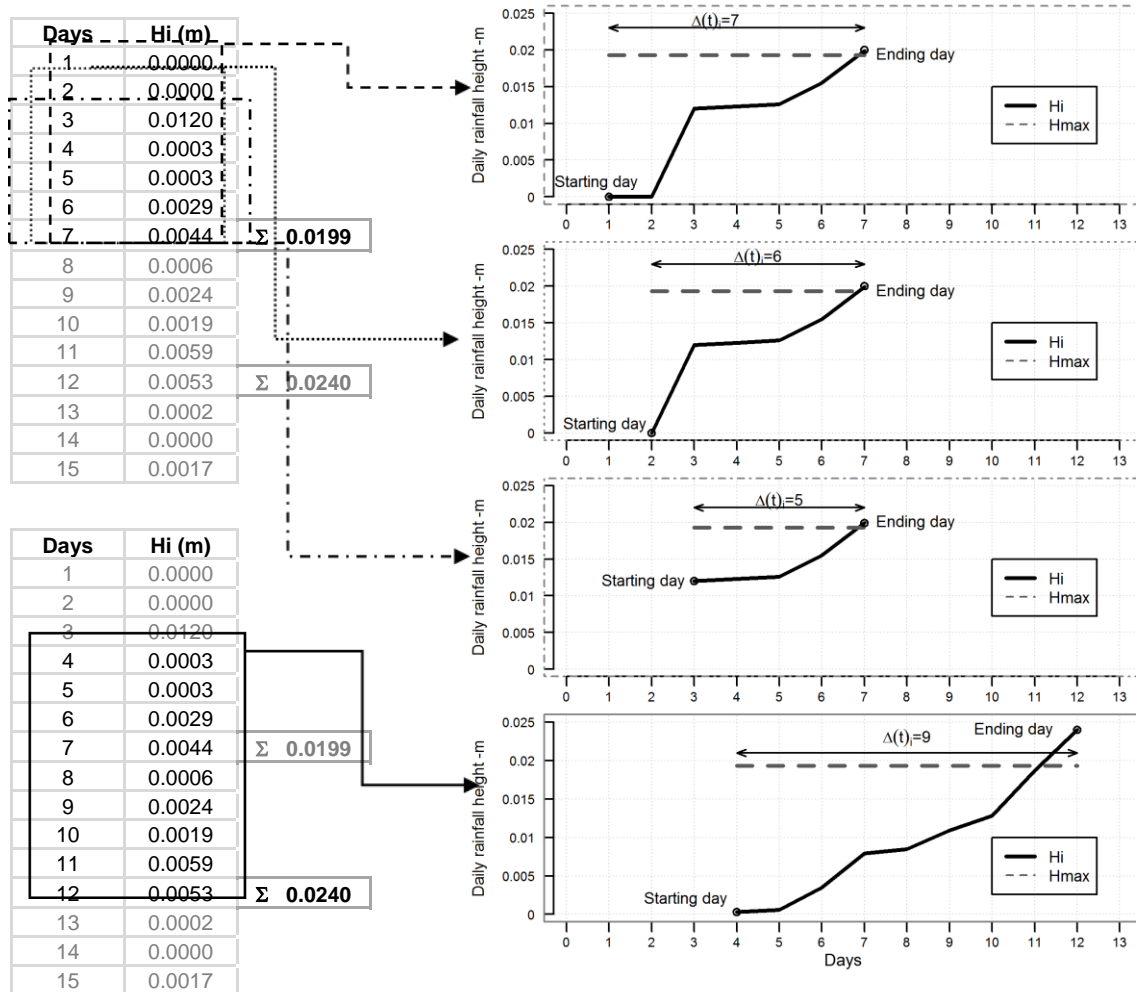 Days Hi (m)
1 0.0000
2 0.0000
3 0.0120
4 0.0003
5 0.0003
6 0.0029
7 0.0044 Σ 0.0199
8 0.0006
9 0.0024
10 0.0019
11 0.0059
12 0.0053 Σ 0.0240
13 0.0002
14 0.0000
15 0.0017
Days Hi (m)
1 0.0000
2 0.0000
3 0.0120
4 0.0003
5 0.0003
6 0.0029
7 0.0044 Σ 0.0199
8 0.0006
9 0.0024
10 0.0019
11 0.0059
12 0.0053 Σ 0.0240
13 0.0002
14 0.0000
15 0.0017
Daily rainfall height -m
0.025
0.02
0.015
0.01
0.005
0
Δ(t)i=7
Ending day
Hi
Hmax
Starting day
0 1 2 3 4 5 6 7 8 9 10 11 12 13
Daily rainfall height -m
0.025
0.02
0.015
0.01
0.005
0
Δ(t)i=6
Ending day
Hi
Hmax
Starting day
0 1 2 3 4 5 6 7 8 9 10 11 12 13
Daily rainfall height -m
0.025
0.02
0.015
0.01
0.005
0
Δ(t)i=5
Ending day
Starting day
Hi
Hmax
0 1 2 3 4 5 6 7 8 9 10 11 12 13
Daily rainfall height -m
0.025
0.02
0.015
0.01
0.005
0
Ending day
Δ(t)i=9
Hi
Hmax
Starting day
0 1 2 3 4 5 6 7 8 9 10 11 12 13
Days